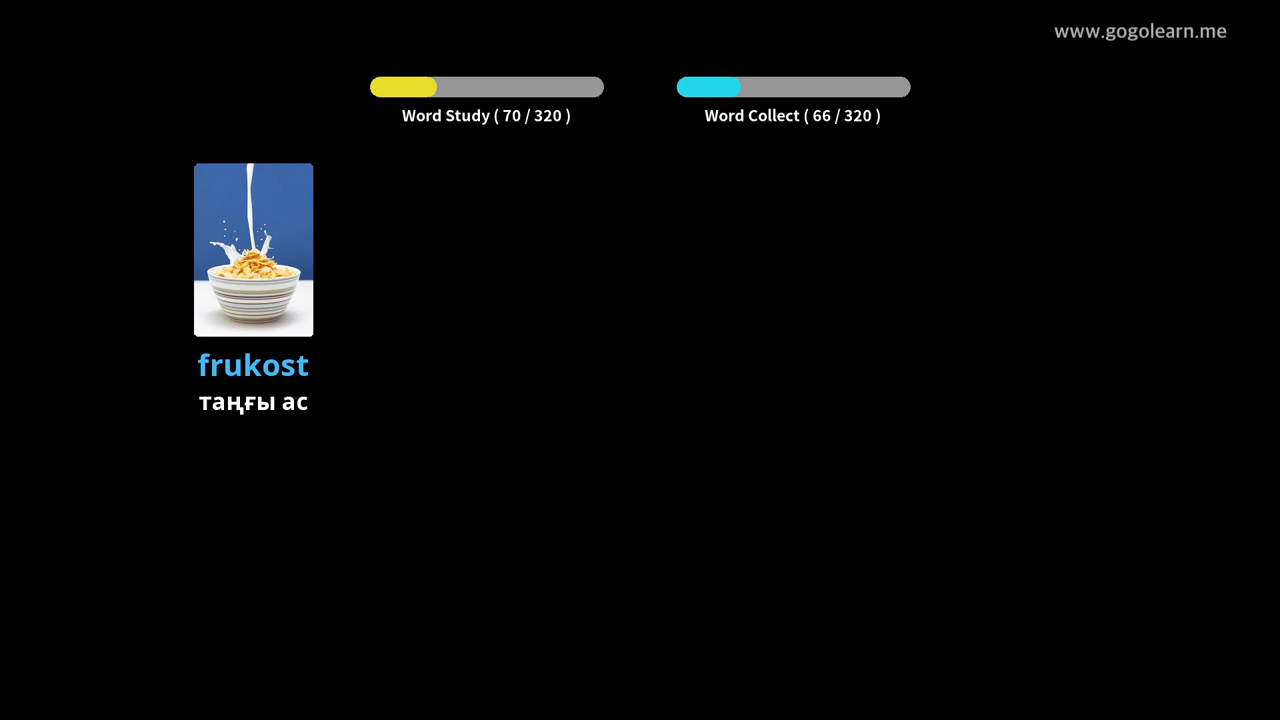 www.gogolearn.me
Word Study ( 70 / 320 )
Word Collect ( 66 / 320 )
frukost
таңғы ас